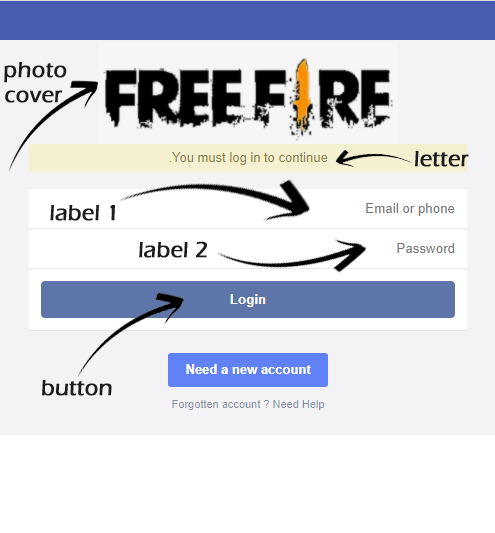 photo
cover
FREE FIRE
.You must log in to continue
letter
label 1
Email or phone
label 2
Password
Login
button
Need a new account
Forgotten account ? Need Help